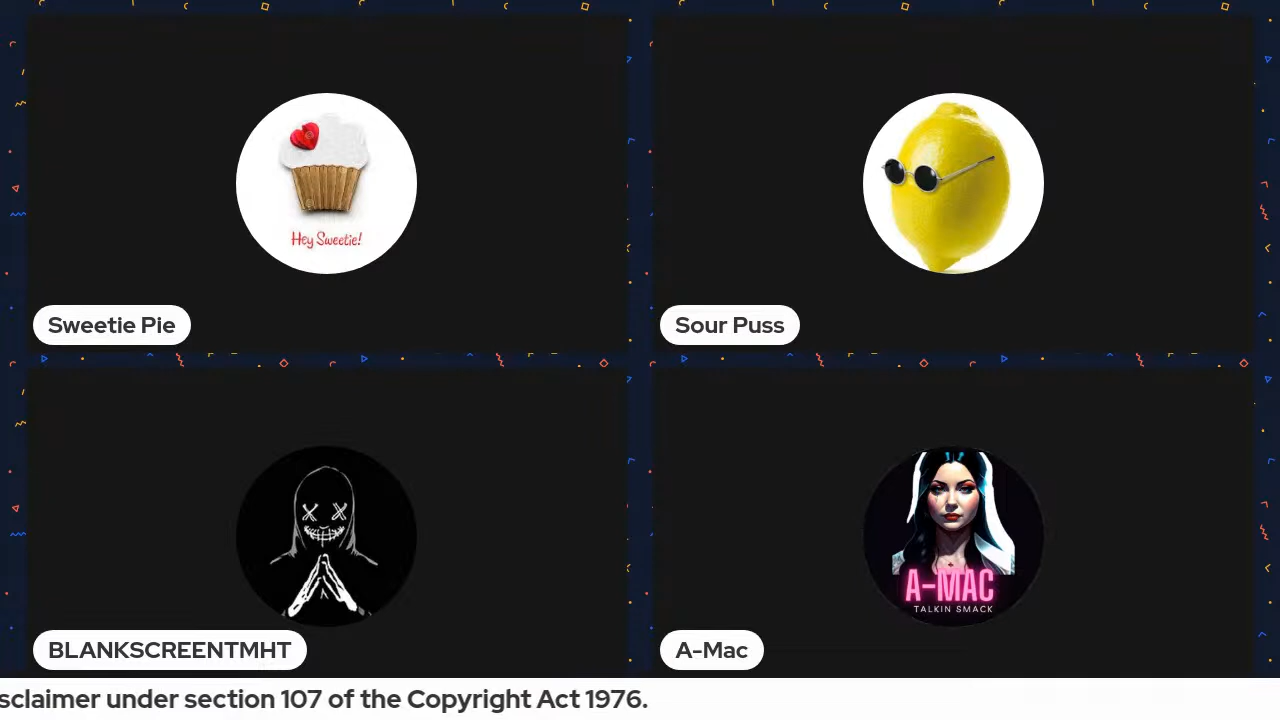 Hey Sweetie!
Sweetie Pie
Sour Puss
BLANKSCREENTMHT
A-MAC
TALKIN SMACK
A-Mac
sclaimer under section 107 of the Copyright Act 1976.